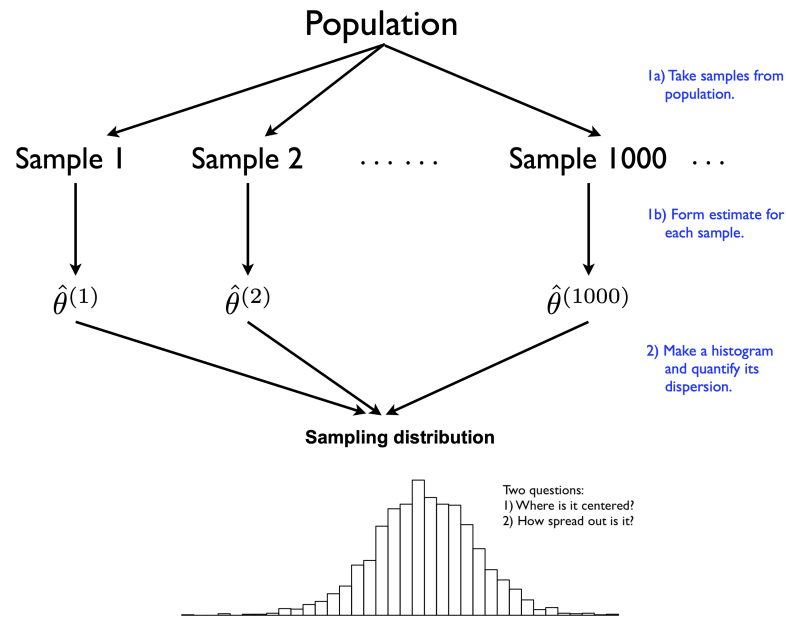 Population
1a) Take samples from
population.
Sample 1
Sample 2
......
Sample 1000
...
1b) Form estimate for
each sample.
θ̂⁽¹⁾
θ̂⁽²⁾
θ̂⁽¹⁰⁰⁰⁾
2) Make a histogram
and quantify its
dispersion.
Sampling distribution
Two questions:
1) Where is it centered?
2) How spread out is it?